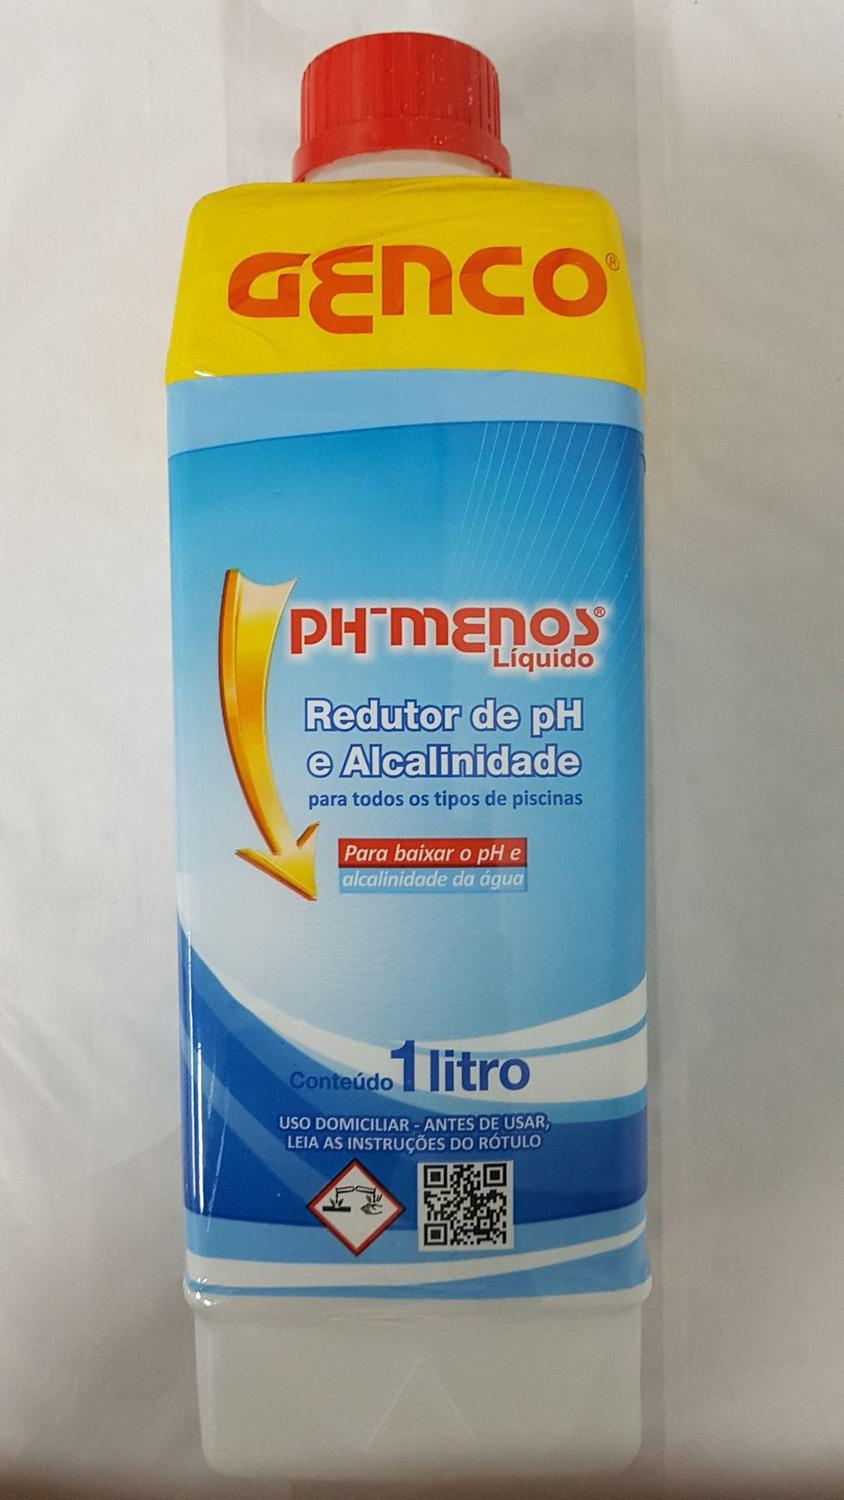 GENCO®
PH-MENOS®
Líquido
Redutor de pH
e Alcalinidade
para todos os tipos de piscinas
Para baixar o pH e
alcalinidade da água
Conteúdo 1 litro
USO DOMICILIAR - ANTES DE USAR,
LEIA AS INSTRUÇÕES DO RÓTULO